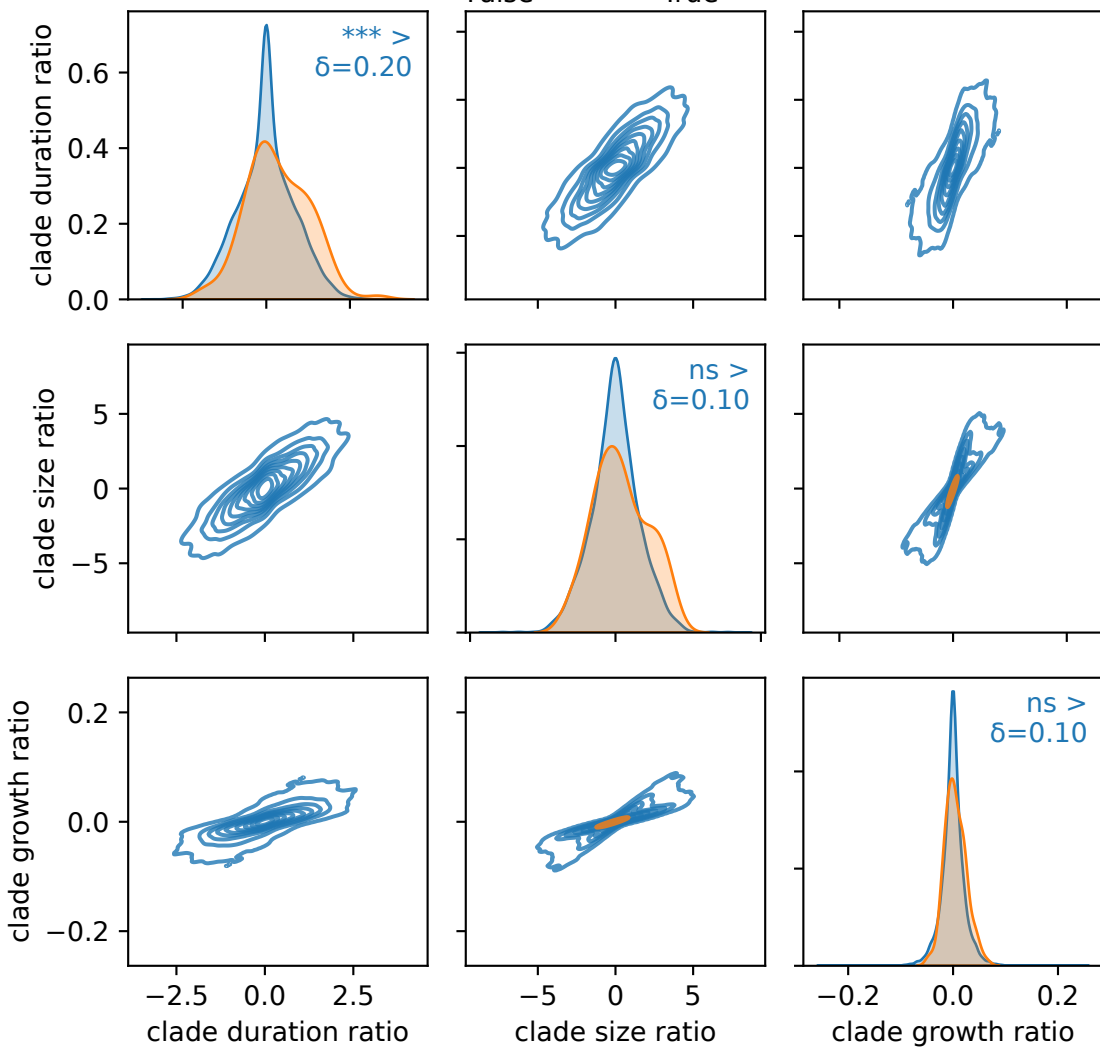 True
clade duration ratio
0.6
0.4
0.2
0.0
*** >
δ=0.20
clade size ratio
5
0
−5
ns >
δ=0.10
clade growth ratio
0.2
0.0
−0.2
ns >
δ=0.10
−2.5 0.0 2.5
−5 0 5
−0.2 0.0 0.2
clade duration ratio
clade size ratio
clade growth ratio